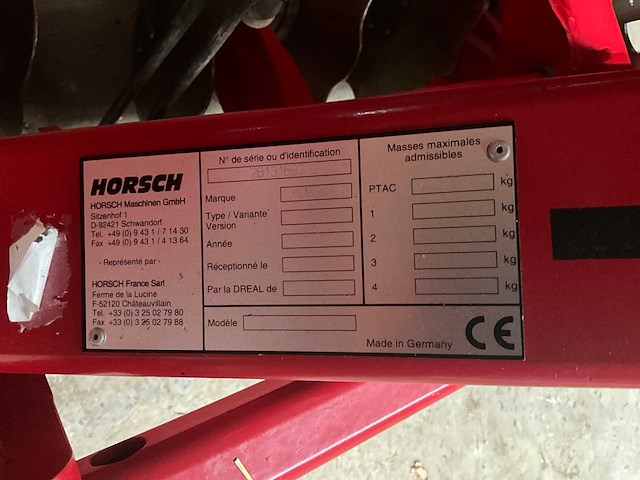 HORSCH
HORSCH Maschinen GmbH
Sitzenhof 1
D-92421 Schwandorf
Tel. +49 (0) 9 43 1 / 7 14 30
Fax +49 (0) 9 43 1 / 4 13 64
- Représenté par -
HORSCH France Sarl
Ferme de la Lucine
F-52120 Châteauvillain
Tel. +33 (0) 3 25 02 79 80
Fax +33 (0) 3 25 02 79 88
N° de série ou d'identification
Marque
Type / Variante
Version
Année
Réceptionné le
Par la DREAL de
Modèle
Masses maximales
admissibles
PTAC kg
1 kg
2 kg
3 kg
4 kg
Made in Germany CE